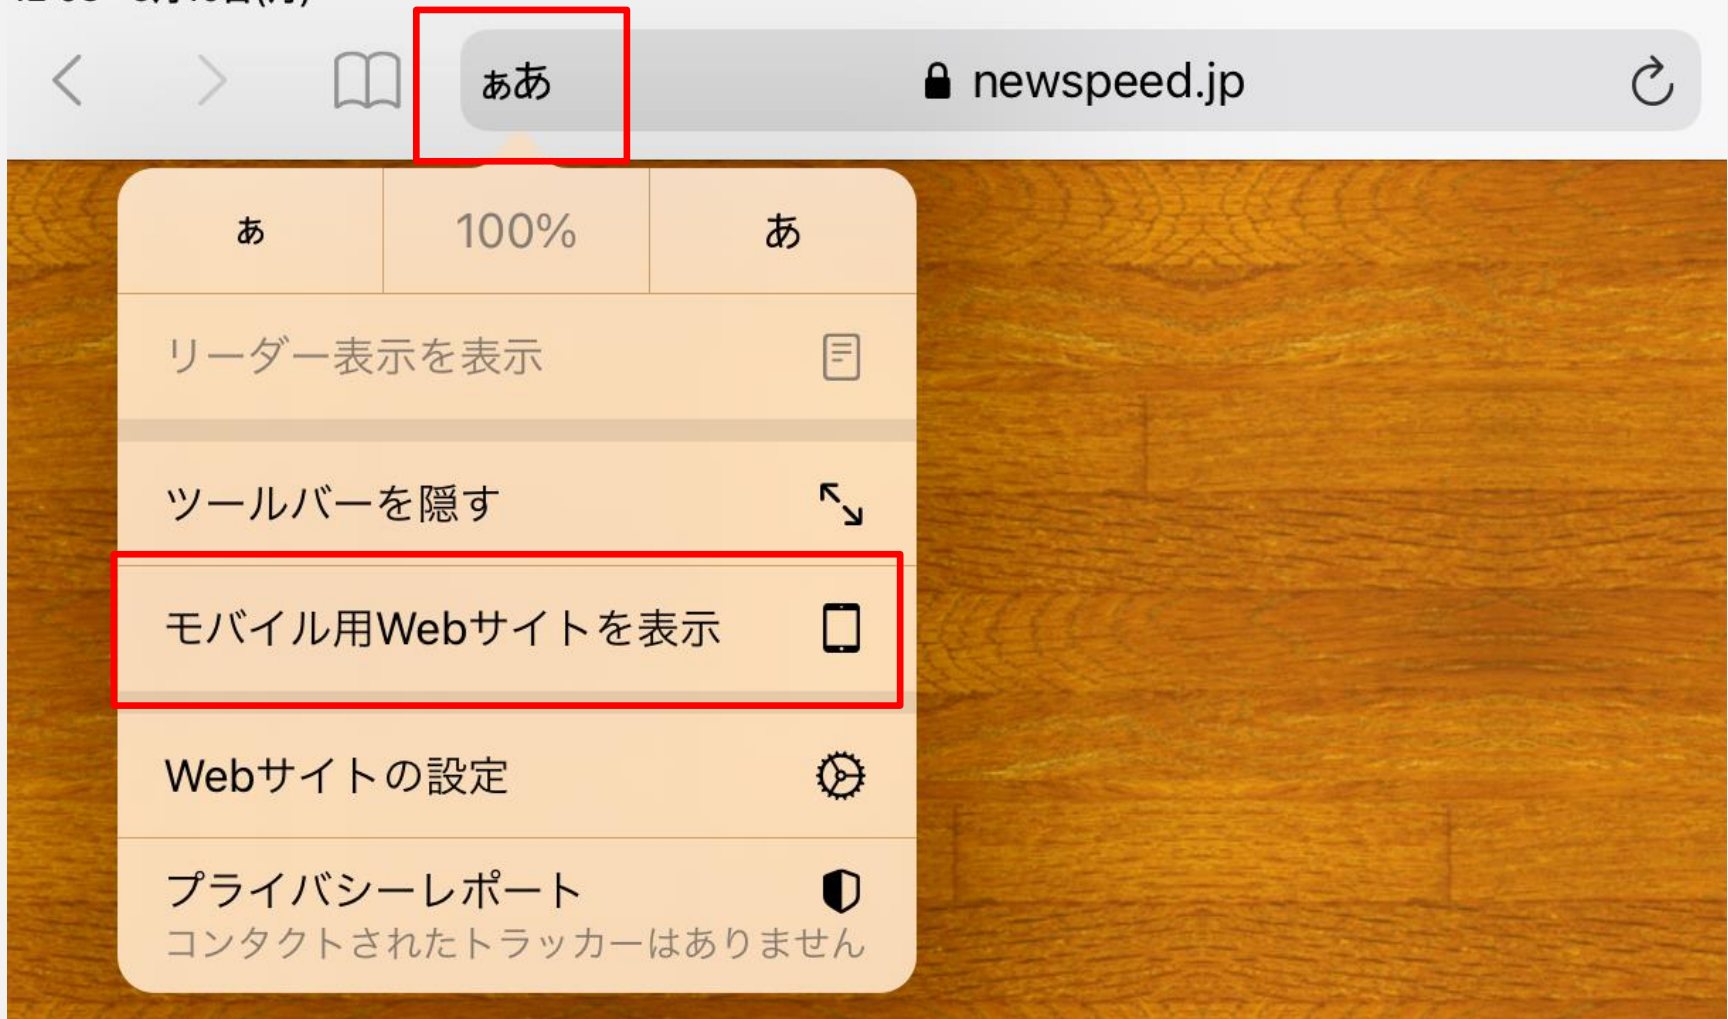 ぁあ
newspeed.jp
あ 100% あ
リーダー表示を表示
ツールバーを隠す
モバイル用Webサイトを表示
Webサイトの設定
プライバシーレポート
コンタクトされたトラッカーはありません